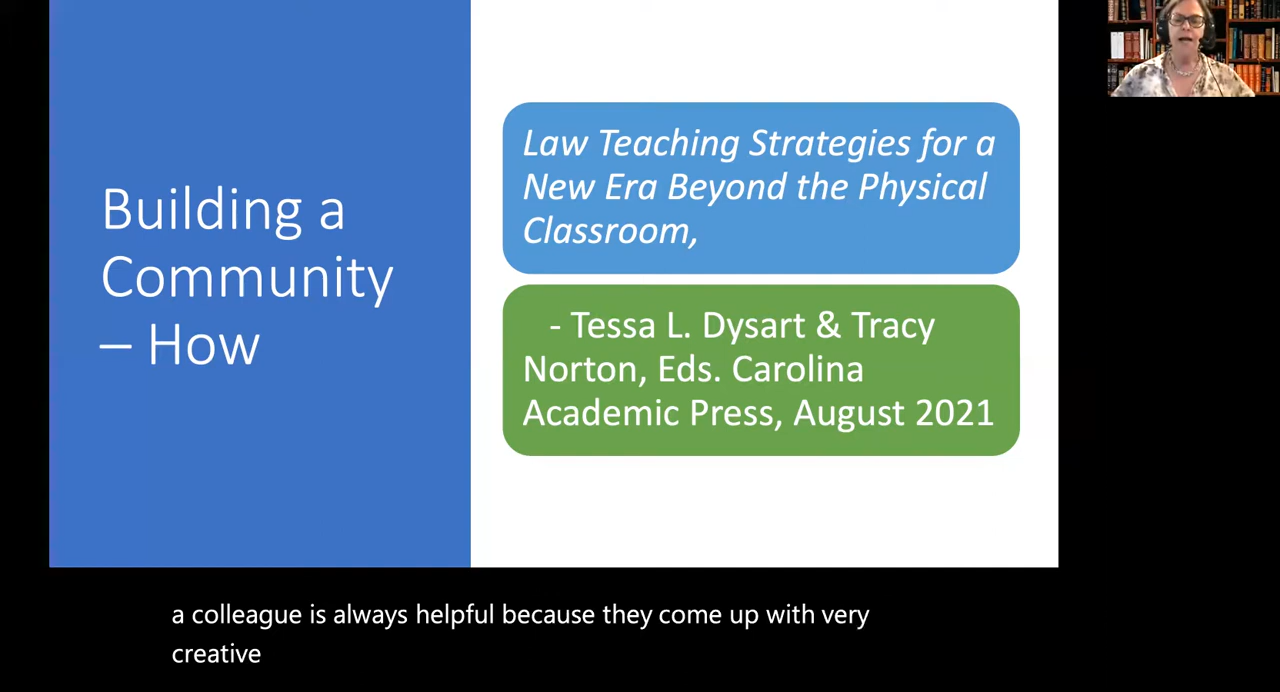 Building a
Community
– How
Law Teaching Strategies for a
New Era Beyond the Physical
Classroom,
- Tessa L. Dysart & Tracy
Norton, Eds. Carolina
Academic Press, August 2021
a colleague is always helpful because they come up with very
creative